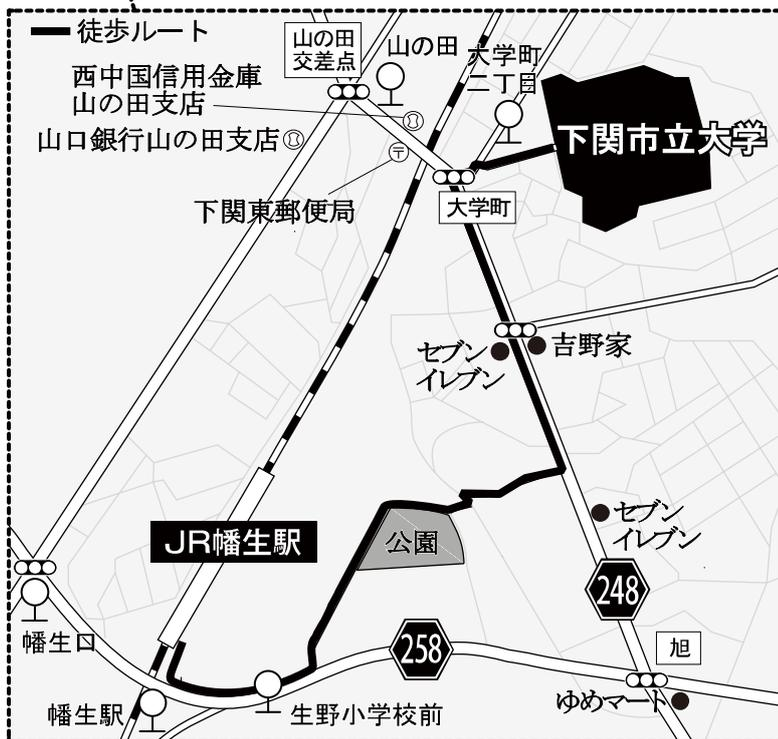 徒歩ルート
山の田
交差点
山の田
大学町
二丁目
西中国信用金庫
山の田支店
山口銀行山の田支店
下関市立大学
〒
下関東郵便局
大学町
セブン
イレブン
吉野家
セブン
イレブン
JR幡生駅
公園
248
幡生口
258
旭
幡生駅
生野小学校前
ゆめマート